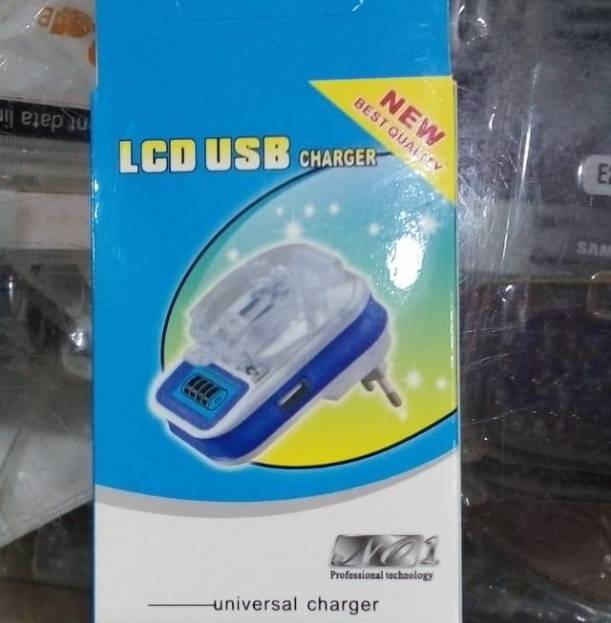 NEW
BEST QUALITY
LCD USB CHARGER
NO1
Professional technology
universal charger